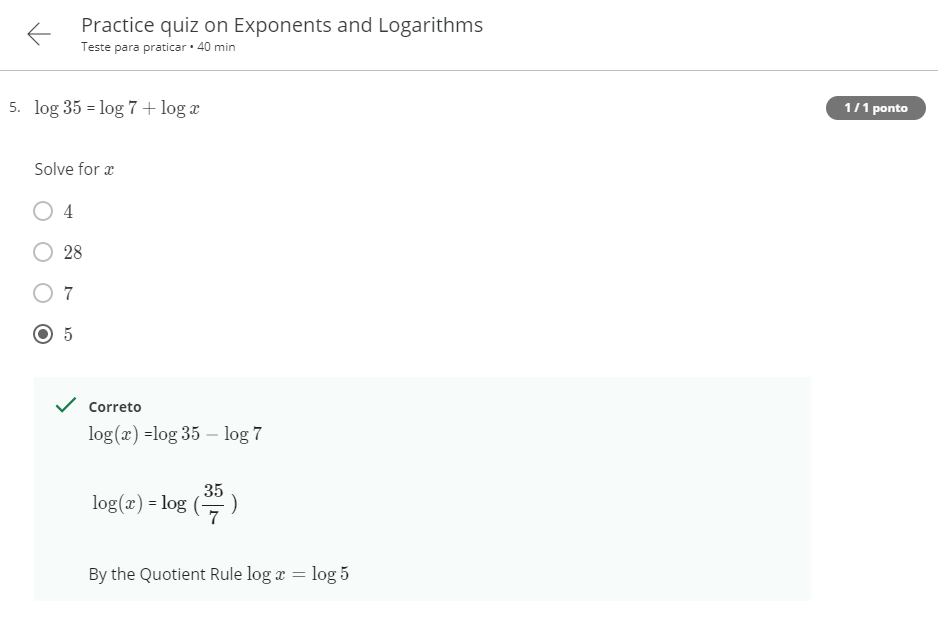 Practice quiz on Exponents and Logarithms
Teste para praticar • 40 min
5. log 35 = log 7 + log x
1 / 1 ponto
Solve for x
4
28
7
5
Correto
log(x) =log 35 − log 7
log(x) = log (35/7)
By the Quotient Rule log x = log 5